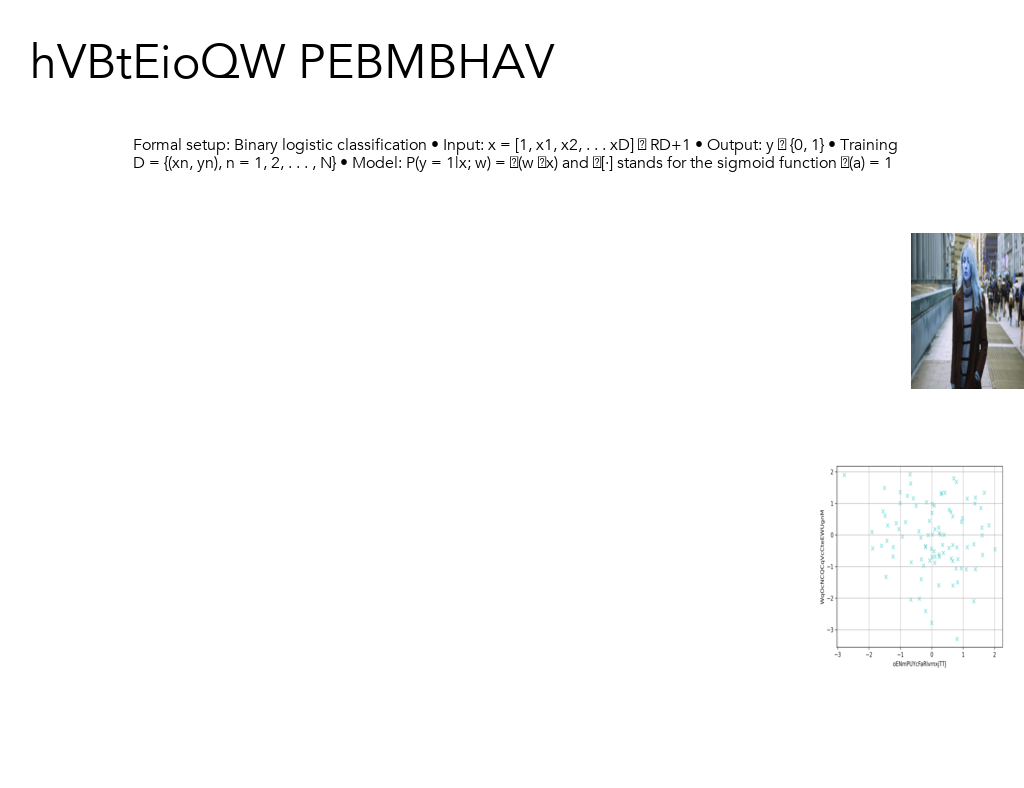 hVBtEioQW PEBMBHAV
Formal setup: Binary logistic classification • Input: x = [1, x1, x2, . . . xD] � RD+1 • Output: y � {0, 1} • Training
D = {(xn, yn), n = 1, 2, . . . , N} • Model: P(y = 1|x; w) = �(w �x) and �[·] stands for the sigmoid function �(a) = 1
2
1
0
−1
−2
−3
−3 −2 −1 0 1 2